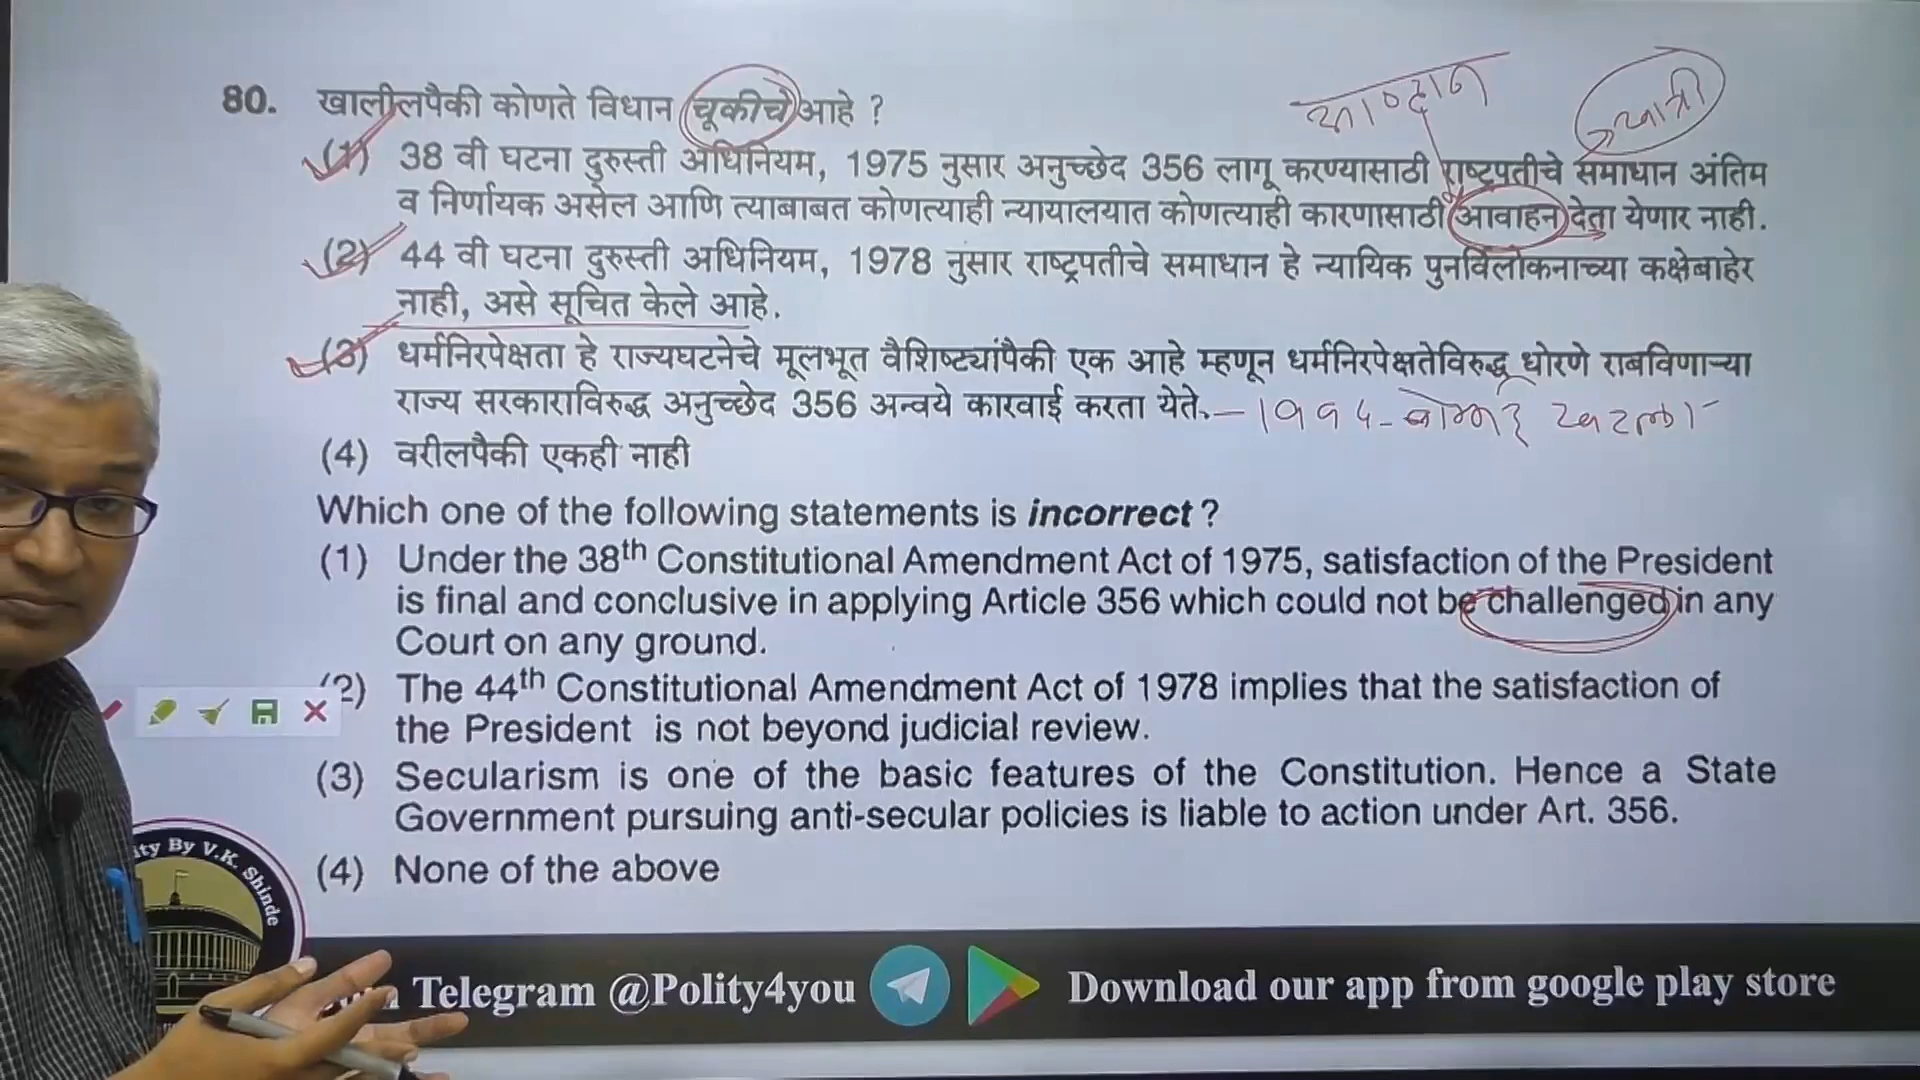 80. खालीलपैकी कोणते विधान चूकीचे आहे ?
(1) 38 वी घटना दुरुस्ती अधिनियम, 1975 नुसार अनुच्छेद 356 लागू करण्यासाठी राष्ट्रपतीचे समाधान अंतिम
व निर्णायक असेल आणि त्याबाबत कोणत्याही न्यायालयात कोणत्याही कारणासाठी आवाहन देता येणार नाही.
(2) 44 वी घटना दुरुस्ती अधिनियम, 1978 नुसार राष्ट्रपतीचे समाधान हे न्यायिक पुनर्विलोकनाच्या कक्षेबाहेर
नाही, असे सूचित केले आहे.
(3) धर्मनिरपेक्षता हे राज्यघटनेचे मूलभूत वैशिष्ट्यांपैकी एक आहे म्हणून धर्मनिरपेक्षतेविरुद्ध धोरणे राबविणाऱ्या
राज्य सरकाराविरुद्ध अनुच्छेद 356 अन्वये कारवाई करता येते.
(4) वरीलपैकी एकही नाही
Which one of the following statements is incorrect ?
(1) Under the 38th Constitutional Amendment Act of 1975, satisfaction of the President
is final and conclusive in applying Article 356 which could not be challenged in any
Court on any ground.
2) The 44th Constitutional Amendment Act of 1978 implies that the satisfaction of
the President is not beyond judicial review.
(3) Secularism is one of the basic features of the Constitution. Hence a State
Government pursuing anti-secular policies is liable to action under Art. 356.
(4) None of the above
By V.K. Shinde
Telegram @Polity4you
Download our app from google play store